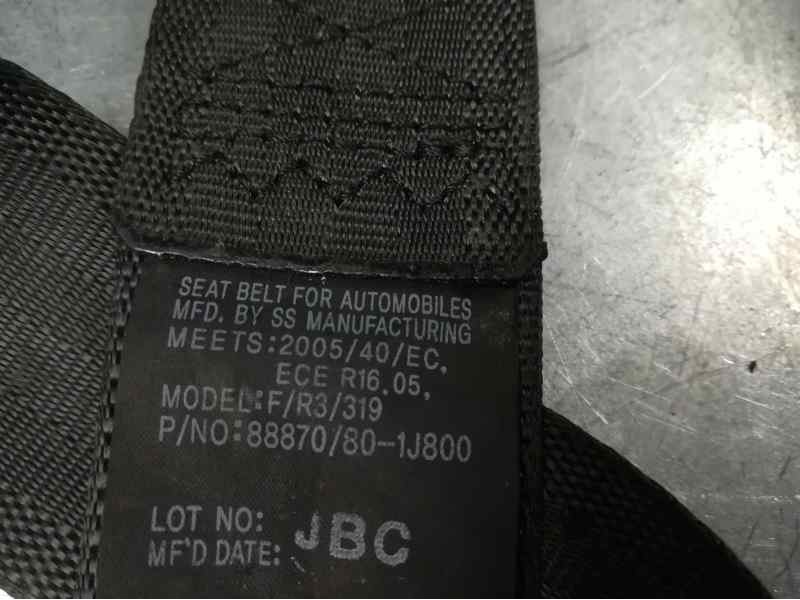 SEAT BELT FOR AUTOMOBILES
MFD. BY SS MANUFACTURING
MEETS:2005/40/EC,
ECE R16.05,
MODEL:F/R3/319
P/NO:88870/80-1J800
LOT NO: JBC
MF'D DATE: